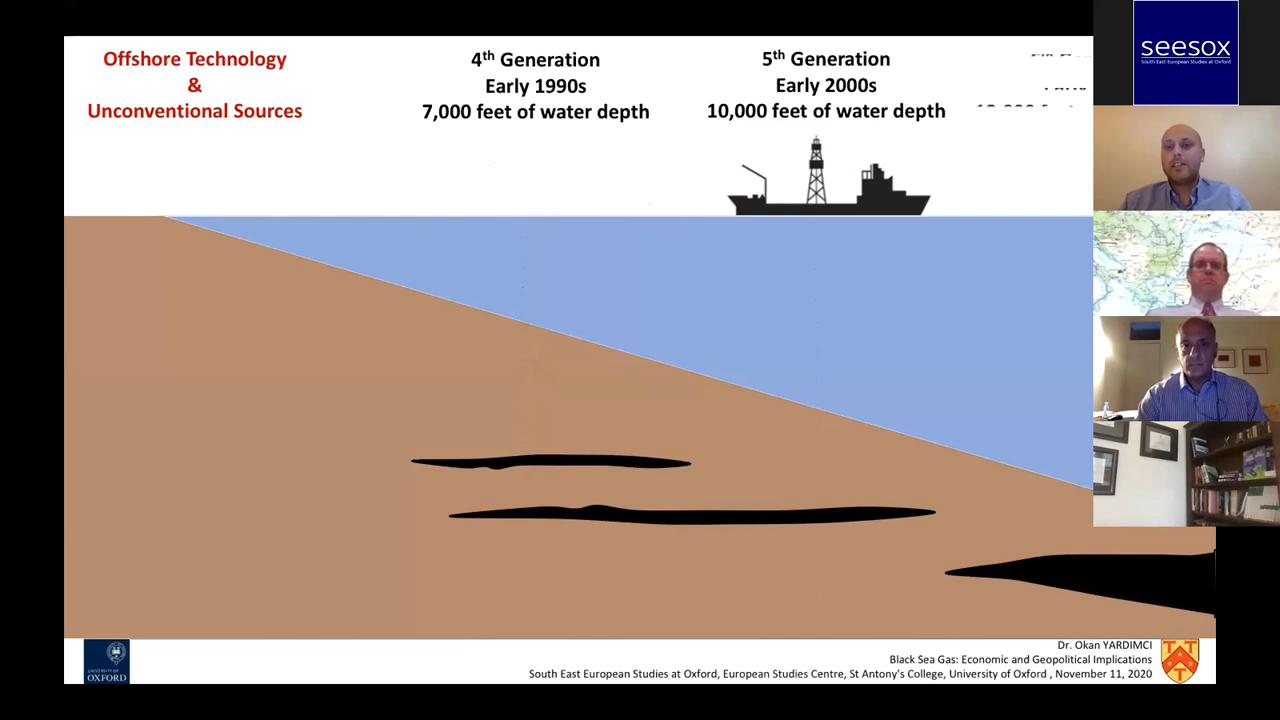 Offshore Technology
&
Unconventional Sources
4th Generation
Early 1990s
7,000 feet of water depth
5th Generation
Early 2000s
10,000 feet of water depth
seesox
South East European Studies at Oxford
UNIVERSITY OF
OXFORD
Dr. Okan YARDIMCI
Black Sea Gas: Economic and Geopolitical Implications
South East European Studies at Oxford, European Studies Centre, St Antony's College, University of Oxford , November 11, 2020